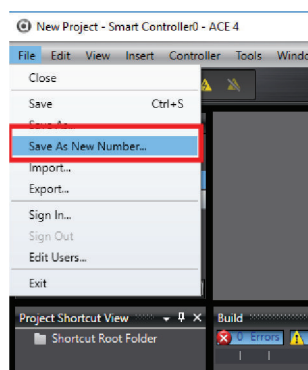 New Project - Smart Controller0 - ACE 4
File Edit View Insert Controller Tools
Close
Save Ctrl+S
Save As...
Save As New Number...
Import...
Export...
Sign In...
Sign Out
Edit Users...
Exit
Project Shortcut View
Build
Shortcut Root Folder
0 Errors